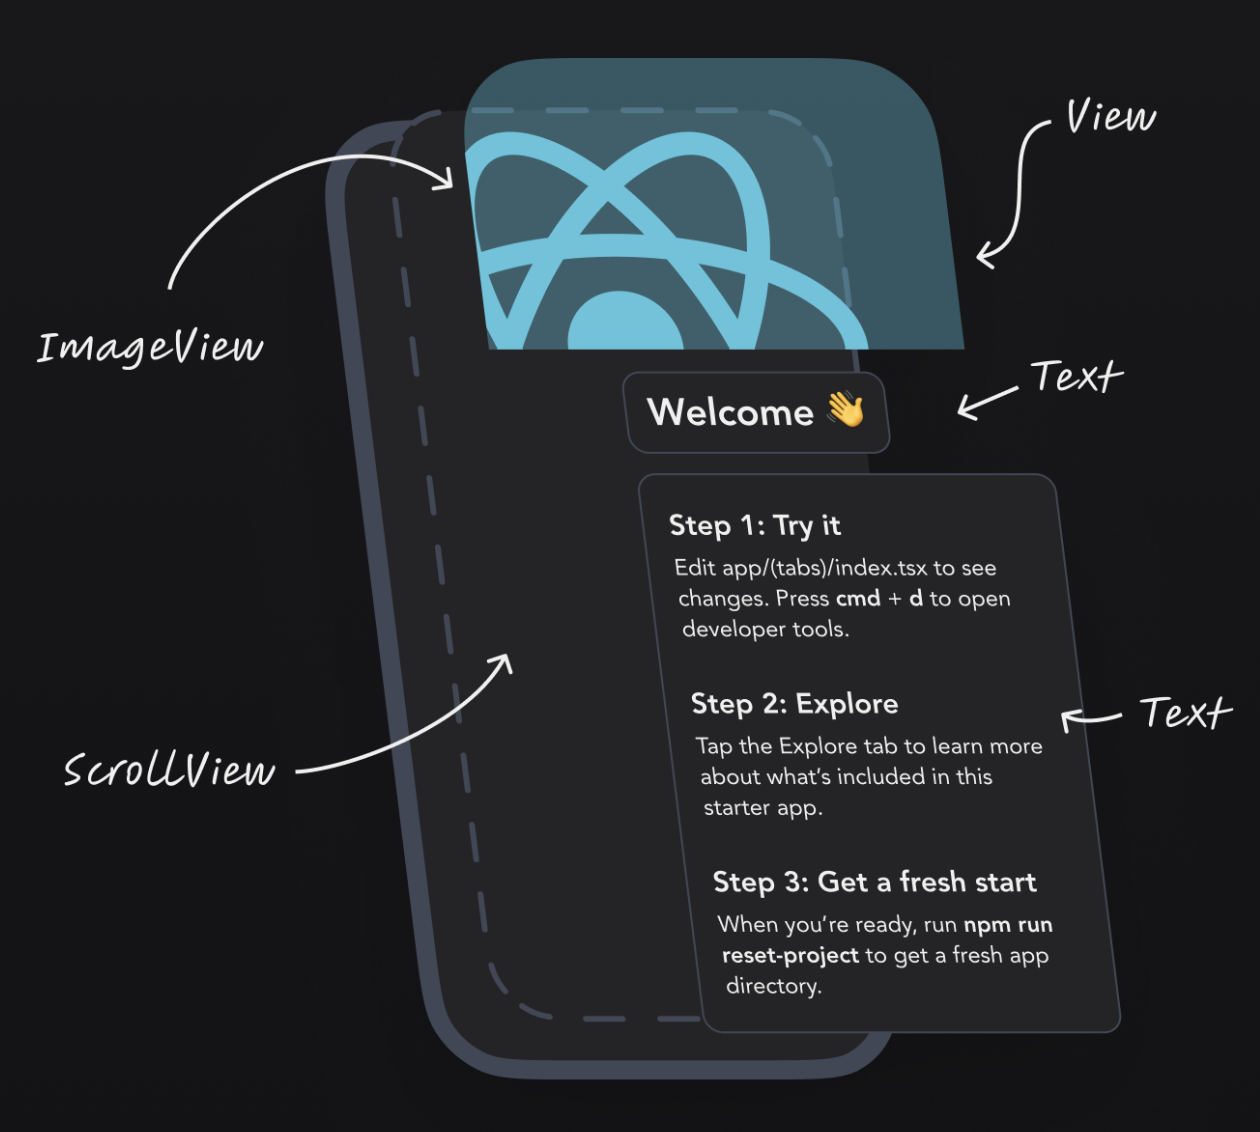 View
ImageView
Text
Welcome 👋
Step 1: Try it
Edit app/(tabs)/index.tsx to see
changes. Press cmd + d to open
developer tools.
Step 2: Explore
Text
Tap the Explore tab to learn more
about what’s included in this
starter app.
ScrollView
Step 3: Get a fresh start
When you’re ready, run npm run
reset-project to get a fresh app
directory.